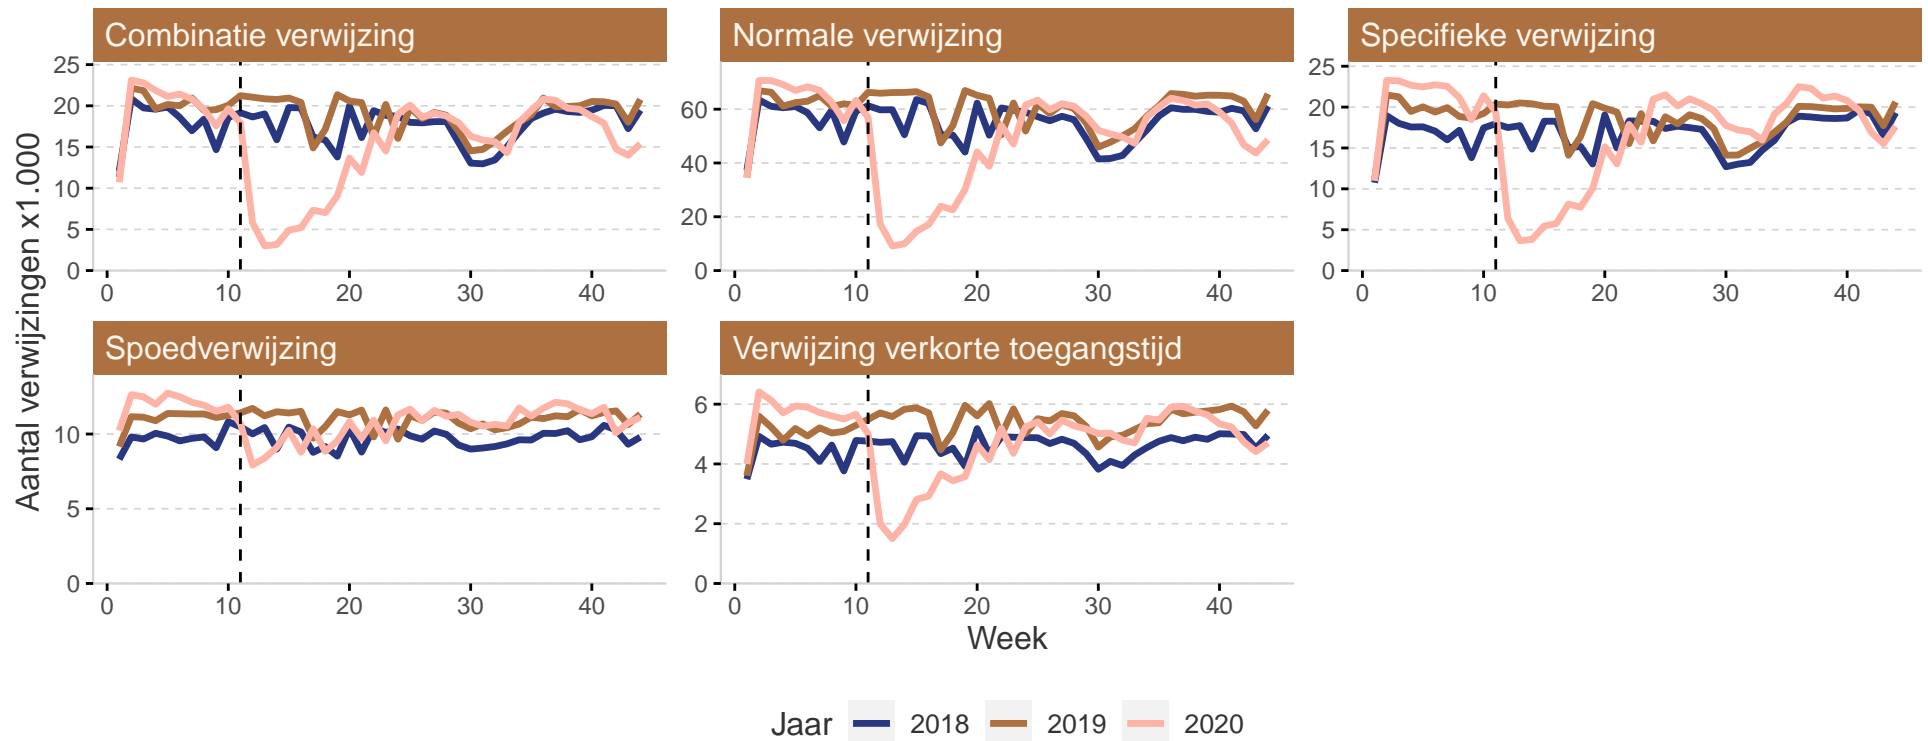 Combinatie verwijzing
Normale verwijzing
Specifieke verwijzing
25
20
15
10
5
0
0 10 20 30 40
60
40
20
0
0 10 20 30 40
25
20
15
10
5
0
0 10 20 30 40
Aantal verwijzingen x1.000
Spoedverwijzing
Verwijzing verkorte toegangstijd
10
5
0
0 10 20 30 40
6
4
2
0
0 10 20 30 40
Week
Jaar 2018 2019 2020